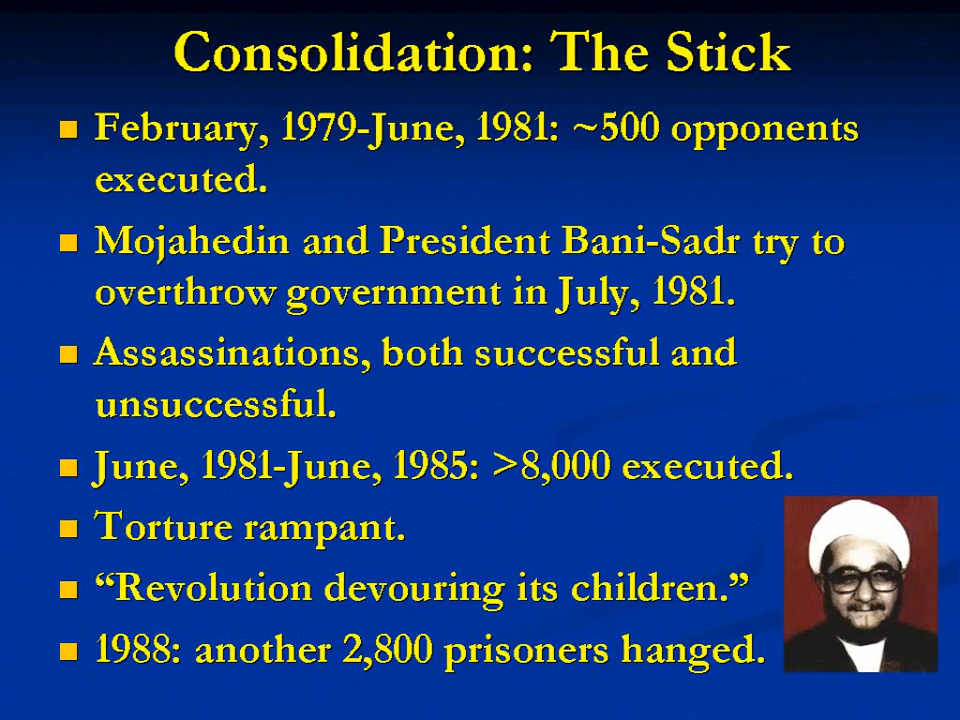 Consolidation: The Stick
February, 1979-June, 1981: ~500 opponents
executed.
Mojahedin and President Bani-Sadr try to
overthrow government in July, 1981.
Assassinations, both successful and
unsuccessful.
June, 1981-June, 1985: >8,000 executed.
Torture rampant.
“Revolution devouring its children.”
1988: another 2,800 prisoners hanged.